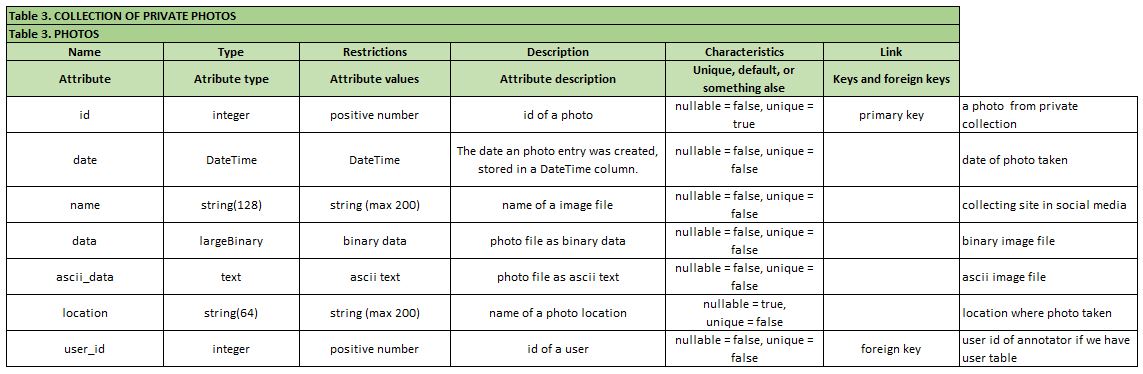 Table 3. COLLECTION OF PRIVATE PHOTOS
Table 3. PHOTOS
Name Type Restrictions Description Characteristics Link
Attribute Atribute type Attribute values Attribute description Unique, default, or something alse Keys and foreign keys
id integer positive number id of a photo nullable = false, unique = true primary key a photo from private collection
date DateTime DateTime The date an photo entry was created, stored in a DateTime column. nullable = false, unique = false date of photo taken
name string(128) string (max 200) name of a image file nullable = false, unique = false collecting site in social media
data largeBinary binary data photo file as binary data nullable = false, unique = false binary image file
ascii_data text ascii text photo file as ascii text nullable = false, unique = false ascii image file
location string(64) string (max 200) name of a photo location nullable = true, unique = false location where photo taken
user_id integer positive number id of a user nullable = false, unique = false foreign key user id of annotator if we have user table